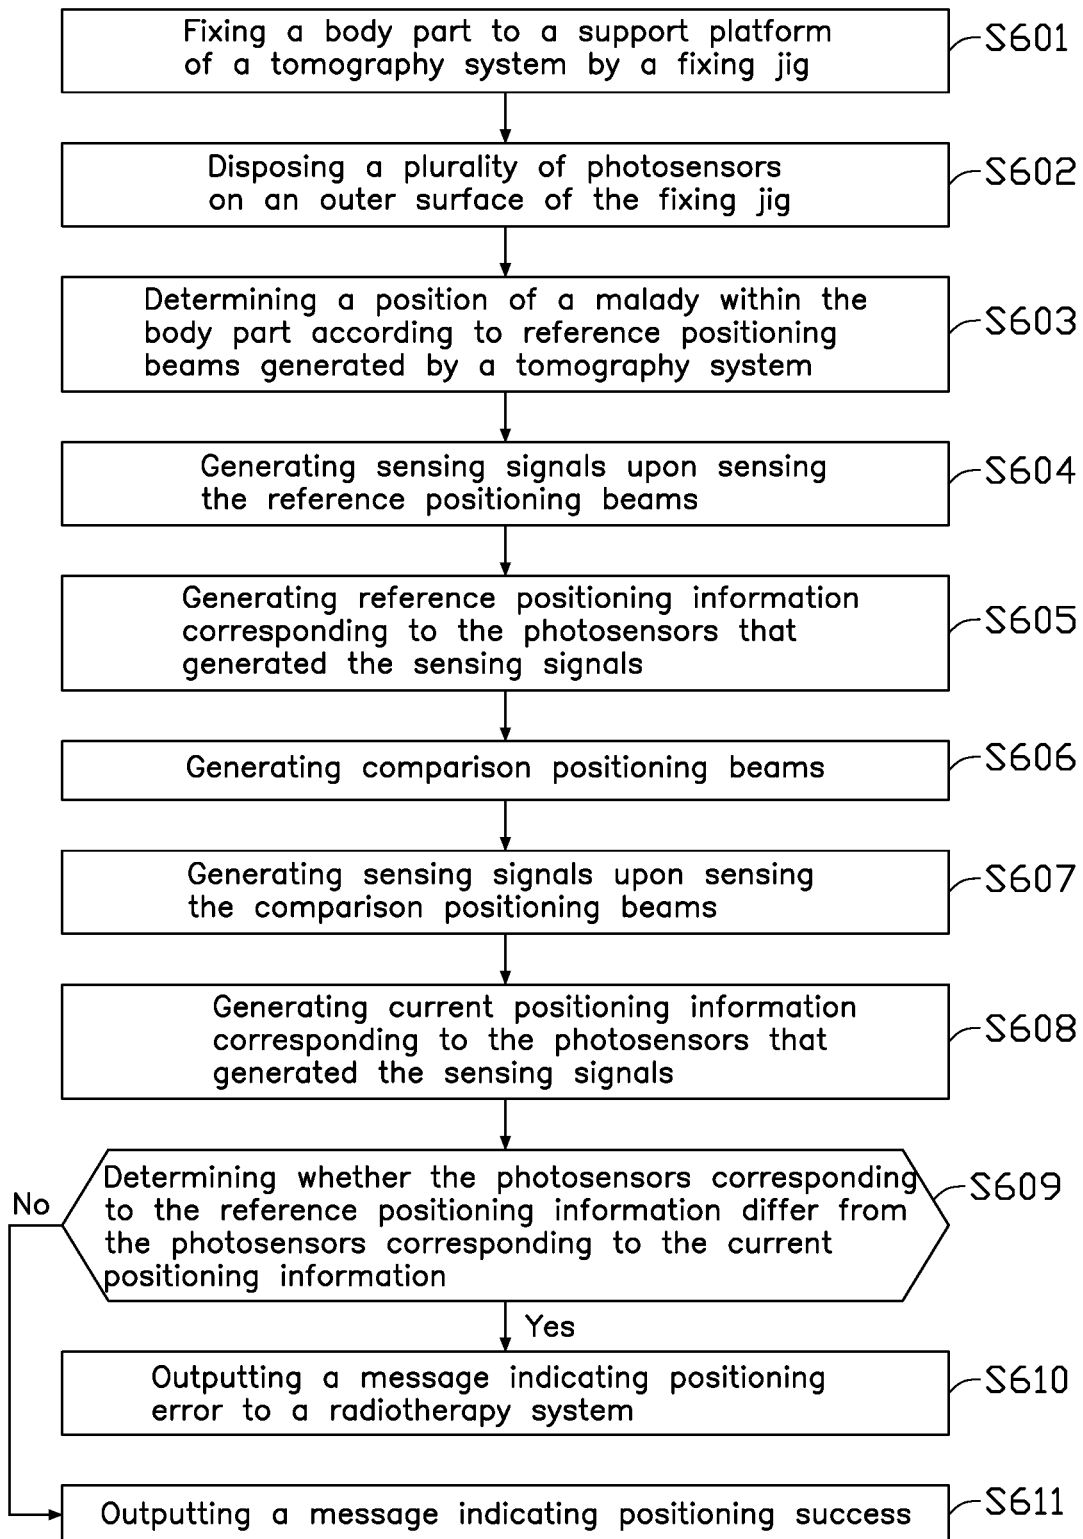 Fixing a body part to a support platform
of a tomography system by a fixing jig
S601
Disposing a plurality of photosensors
on an outer surface of the fixing jig
S602
Determining a position of a malady within the
body part according to reference positioning
beams generated by a tomography system
S603
Generating sensing signals upon sensing
the reference positioning beams
S604
Generating reference positioning information
corresponding to the photosensors that
generated the sensing signals
S605
Generating comparison positioning beams
S606
Generating sensing signals upon sensing
the comparison positioning beams
S607
Generating current positioning information
corresponding to the photosensors that
generated the sensing signals
S608
Determining whether the photosensors corresponding
to the reference positioning information differ from
the photosensors corresponding to the current
positioning information
S609
No
Yes
Outputting a message indicating positioning
error to a radiotherapy system
S610
Outputting a message indicating positioning success
S611